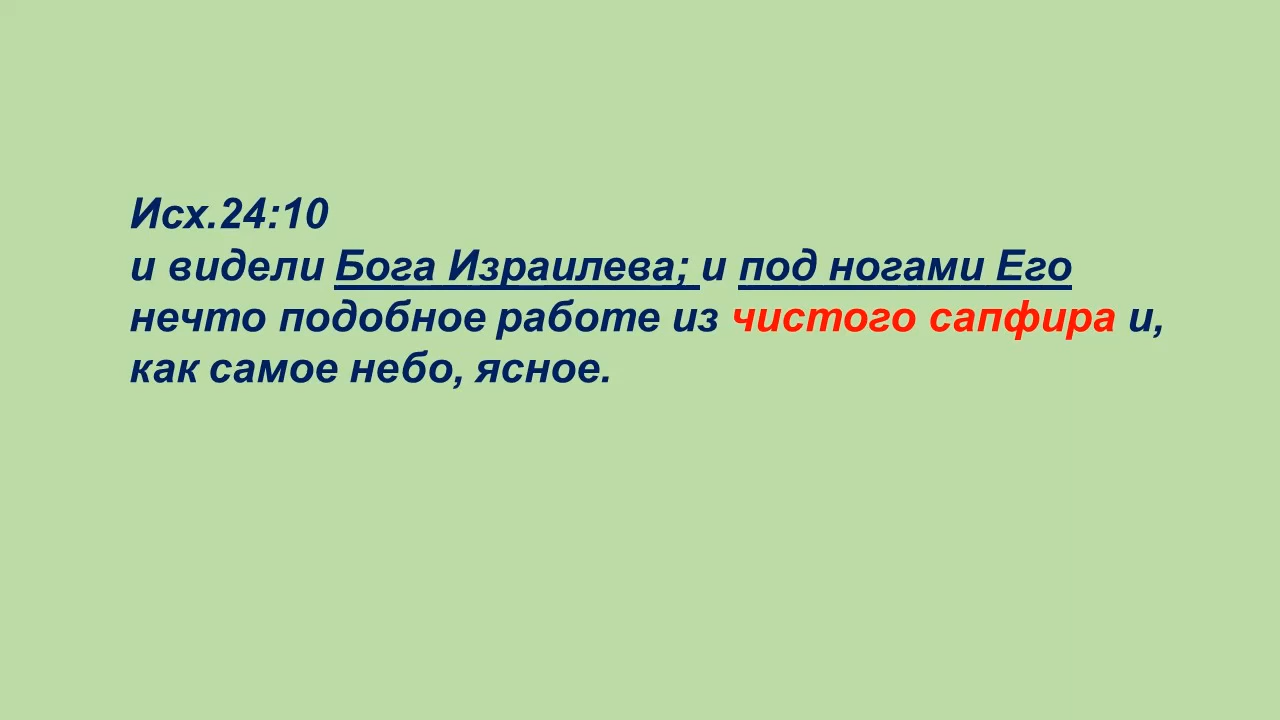 Исх.24:10
и видели Бога Израилева; и под ногами Его
нечто подобное работе из чистого сапфира и,
как самое небо, ясное.